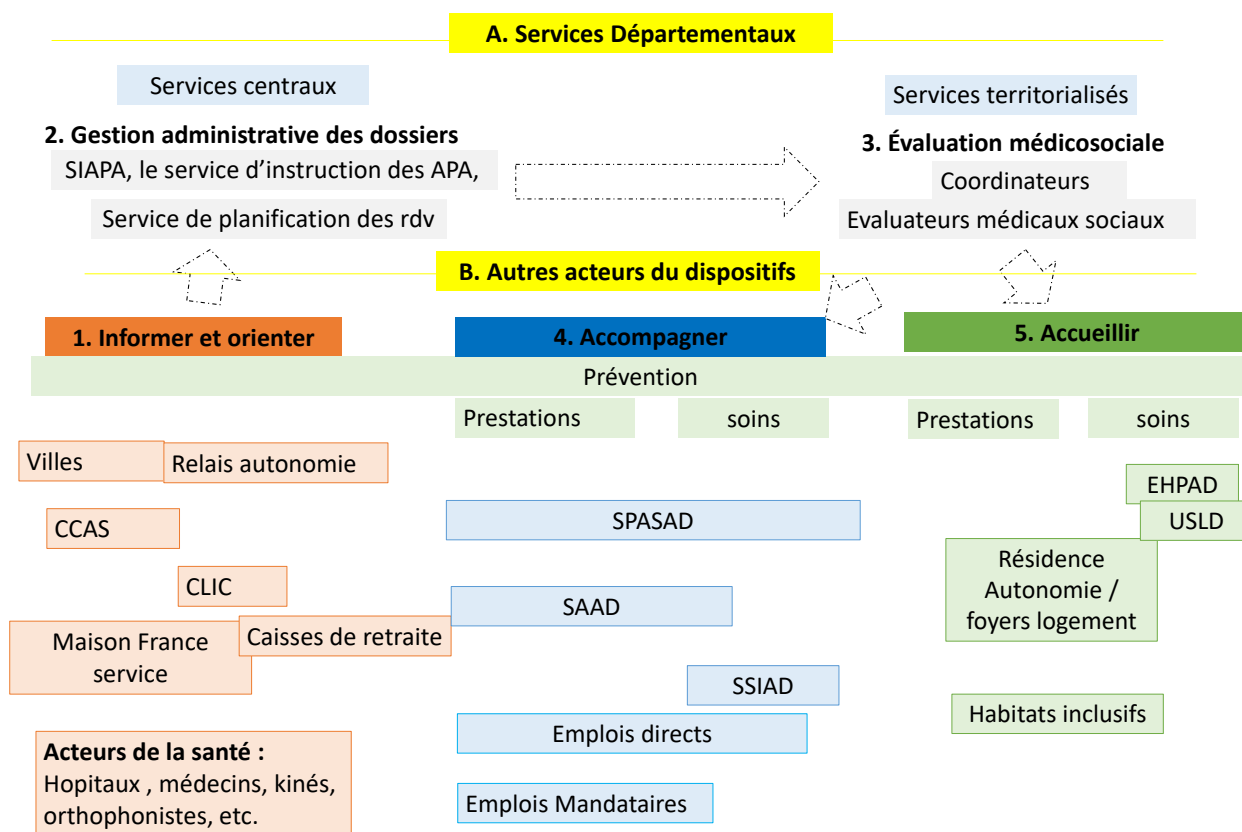 A. Services Départementaux
Services centraux
Services territorialisés
2. Gestion administrative des dossiers
3. Évaluation médicosociale
SIAPA, le service d’instruction des APA,
Coordinateurs
Service de planification des rdv
Evaluateurs médicaux sociaux
B. Autres acteurs du dispositifs
1. Informer et orienter
4. Accompagner
5. Accueillir
Prévention
Prestations
soins
Prestations
soins
Villes
Relais autonomie
EHPAD
CCAS
SPASAD
USLD
Résidence
Autonomie /
foyers logement
CLIC
SAAD
Maison France
service
Caisses de retraite
SSIAD
Habitats inclusifs
Emplois directs
Acteurs de la santé :
Hopitaux , médecins, kinés,
orthophonistes, etc.
Emplois Mandataires